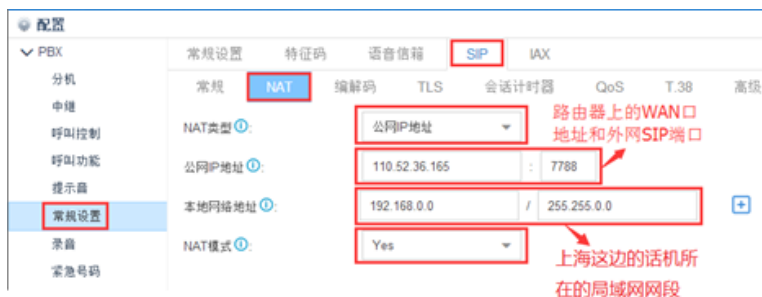 配置
PBX
常规设置 特征码 语音信箱 SIP IAX
分机
常规 NAT 编解码 TLS 会话计时器 QoS T.38 高级
中继
路由器上的WAN口
地址和外网SIP端口
呼叫控制
NAT类型: 公网IP地址
呼叫功能
公网IP地址: 110.52.36.165 : 7788
提示音
本地网络地址: 192.168.0.0 / 255.255.0.0
常规设置
录音
NAT模式: Yes
上海这边的话机所
在的局域网网段
紧急号码